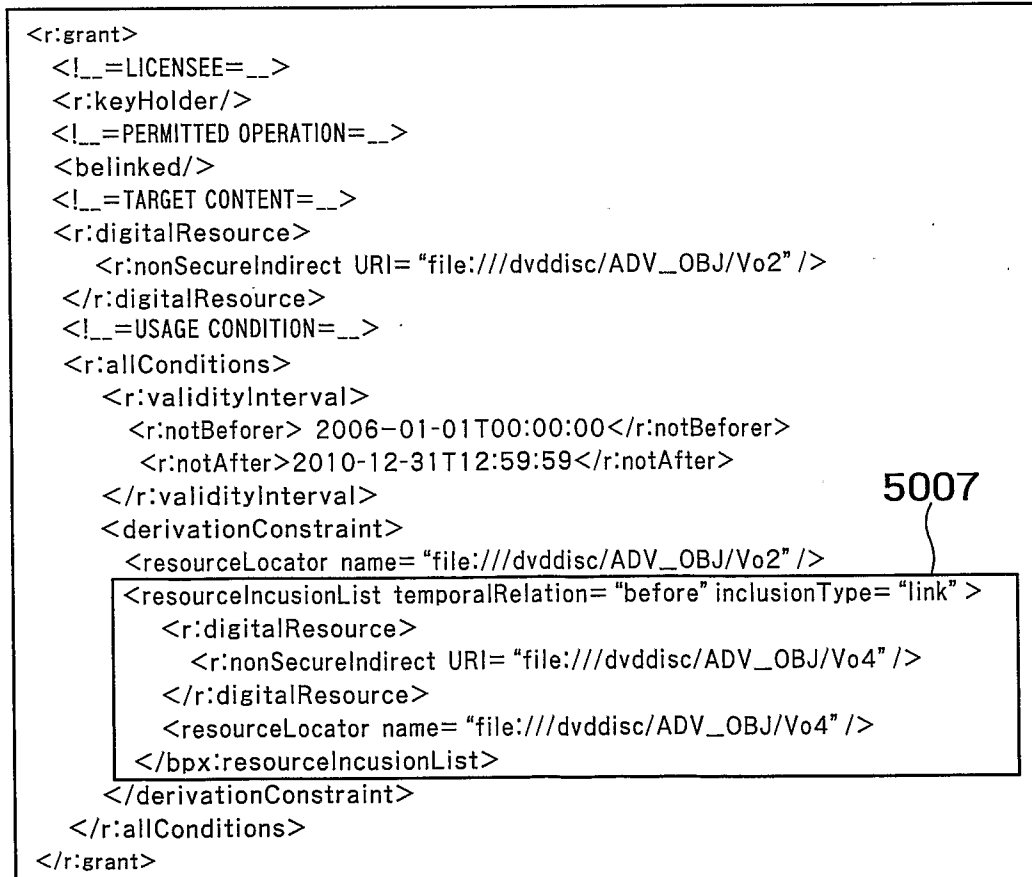 <r:grant>
<!__=LICENSEE=__>
<r:keyHolder/>
<!__=PERMITTED OPERATION=__>
<belinked/>
<!__=TARGET CONTENT=__>
<r:digitalResource>
<r:nonSecureIndirect URI= “file:///dvddisc/ADV_OBJ/Vo2” />
</r:digitalResource>
<!__=USAGE CONDITION=__>
<r:allConditions>
<r:validityInterval>
<r:notBeforer> 2006-01-01T00:00:00</r:notBeforer>
<r:notAfter>2010-12-31T12:59:59</r:notAfter>
</r:validityInterval>
5007
<derivationConstraint>
<resourceLocator name= “file:///dvddisc/ADV_OBJ/Vo2” />
<resourceIncusionList temporalRelation= “before” inclusionType= “link” >
<r:digitalResource>
<r:nonSecureIndirect URI= “file:///dvddisc/ADV_OBJ/Vo4” />
</r:digitalResource>
<resourceLocator name= “file:///dvddisc/ADV_OBJ/Vo4” />
</bpx:resourceIncusionList>
</derivationConstraint>
</r:allConditions>
</r:grant>